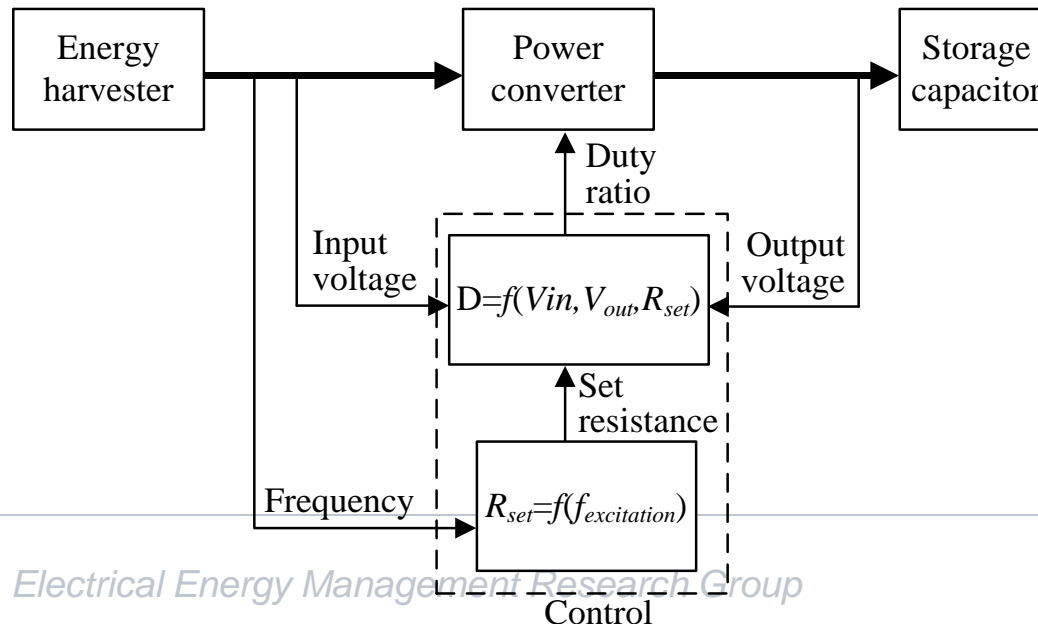 Energy
harvester
Power
converter
Storage
capacitor
Duty
ratio
Input
voltage
Output
voltage
D=f(Vin,Vout,Rset)
Set
resistance
Frequency
Rset=f(fexcitation)
Electrical Energy Management Research Group
Control